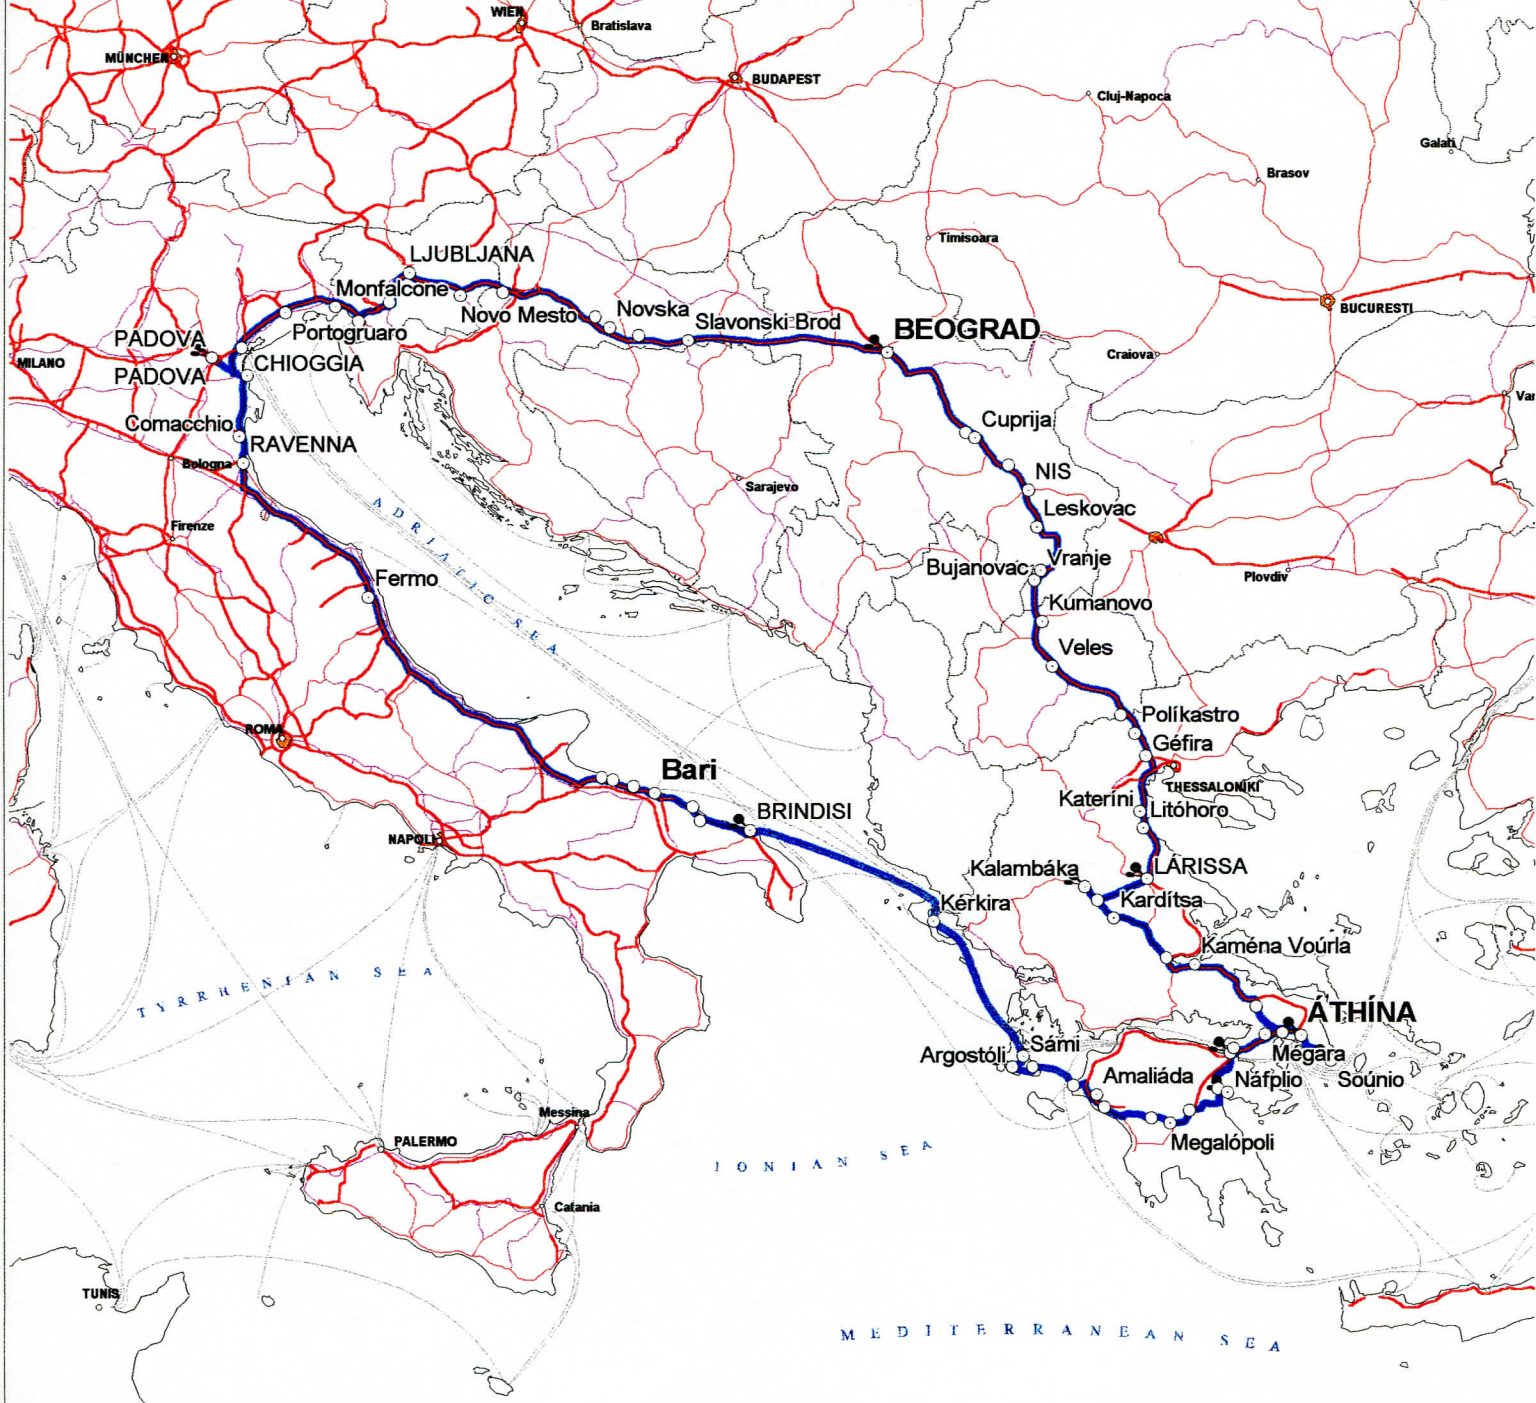 WIEN
Bratislava
MÜNCHEN
BUDAPEST
Cluj-Napoca
Galati
Brasov
Timisoara
LJUBLJANA
Monfalcone
Novo Mesto
Novska
Slavonski Brod
BEOGRAD
BUCURESTI
PADOVA
Portogruaro
MILANO
PADOVA
CHIOGGIA
Craiova
Var
Comacchio
RAVENNA
Cuprija
Bologna
NIS
Sarajevo
Leskovac
Firenze
ADRIATIC SEA
Vranje
Bujanovac
Plovdiv
Fermo
Kumanovo
Veles
Políkastro
ROMA
Géfira
Bari
THESSALONIKI
Kateríni
Litóhoro
BRINDISI
NAPOLI
LÁRISSA
Kalambáka
Kardítsa
Kérkira
Kaména Voúrla
TYRRHENIAN SEA
ÁTHÍNA
Sámi
Argostóli
Mégara
Amaliáda
Náfplio
Soúnio
Messina
PALERMO
Megalópoli
IONIAN SEA
Catania
TUNIS
MEDITERRANEAN SEA